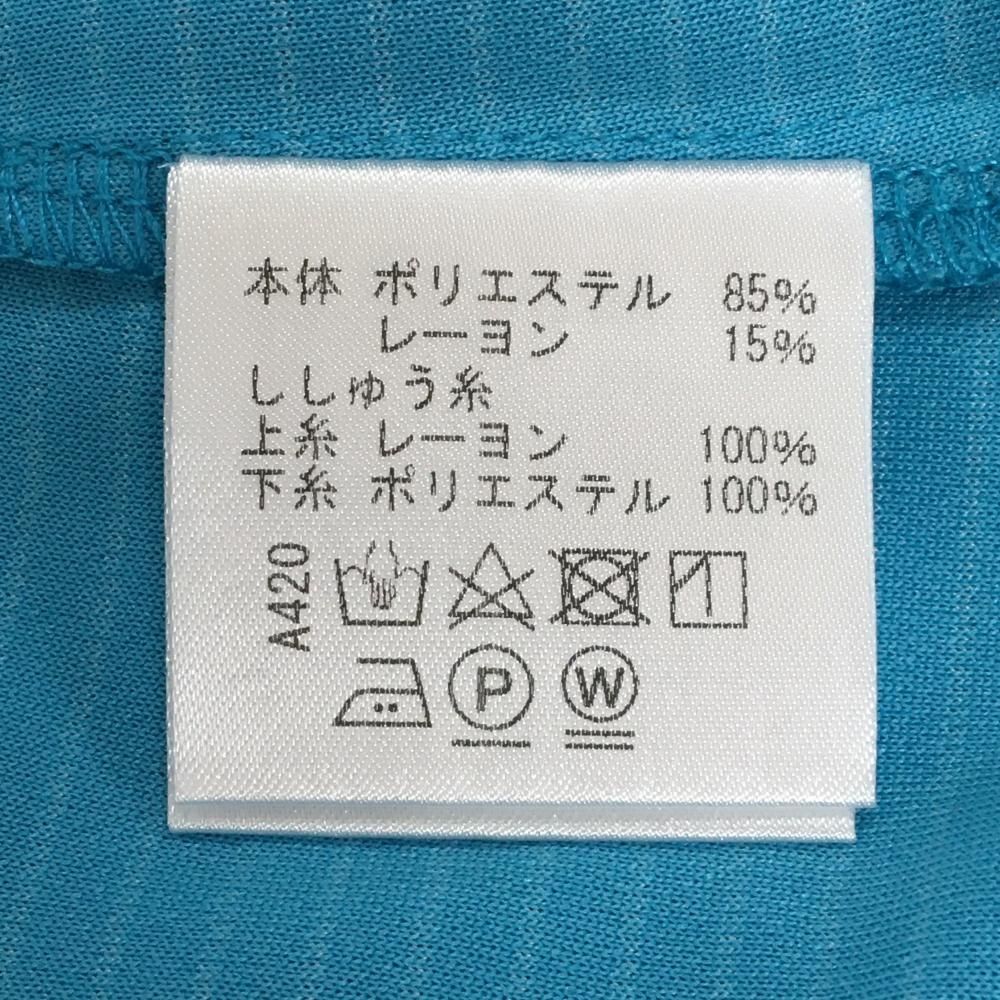 本体 ポリエステル 85%
レーヨン 15%
ししゅう糸
上糸 レーヨン 100%
下糸 ポリエステル 100%
A420
P W